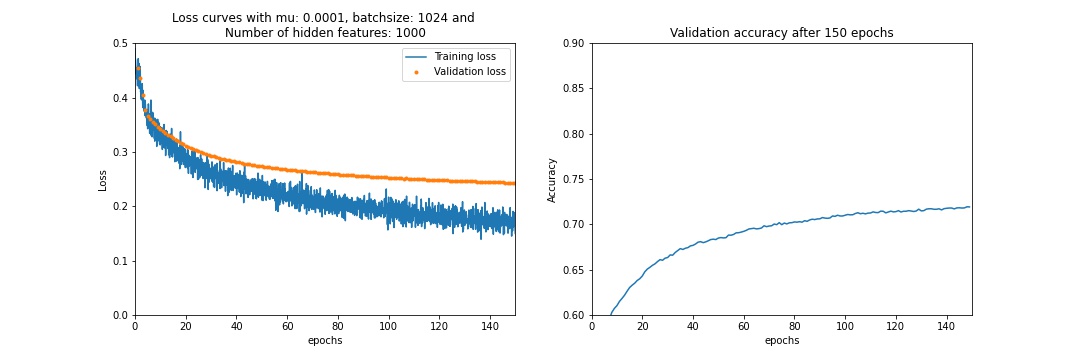 Loss curves with mu: 0.0001, batchsize: 1024 and
Number of hidden features: 1000
0.5
0.4
0.3
0.2
0.1
0.0
Loss
0 20 40 60 80 100 120 140
epochs
Training loss
Validation loss
Validation accuracy after 150 epochs
0.90
0.85
0.80
0.75
0.70
0.65
0.60
Accuracy
0 20 40 60 80 100 120 140
epochs